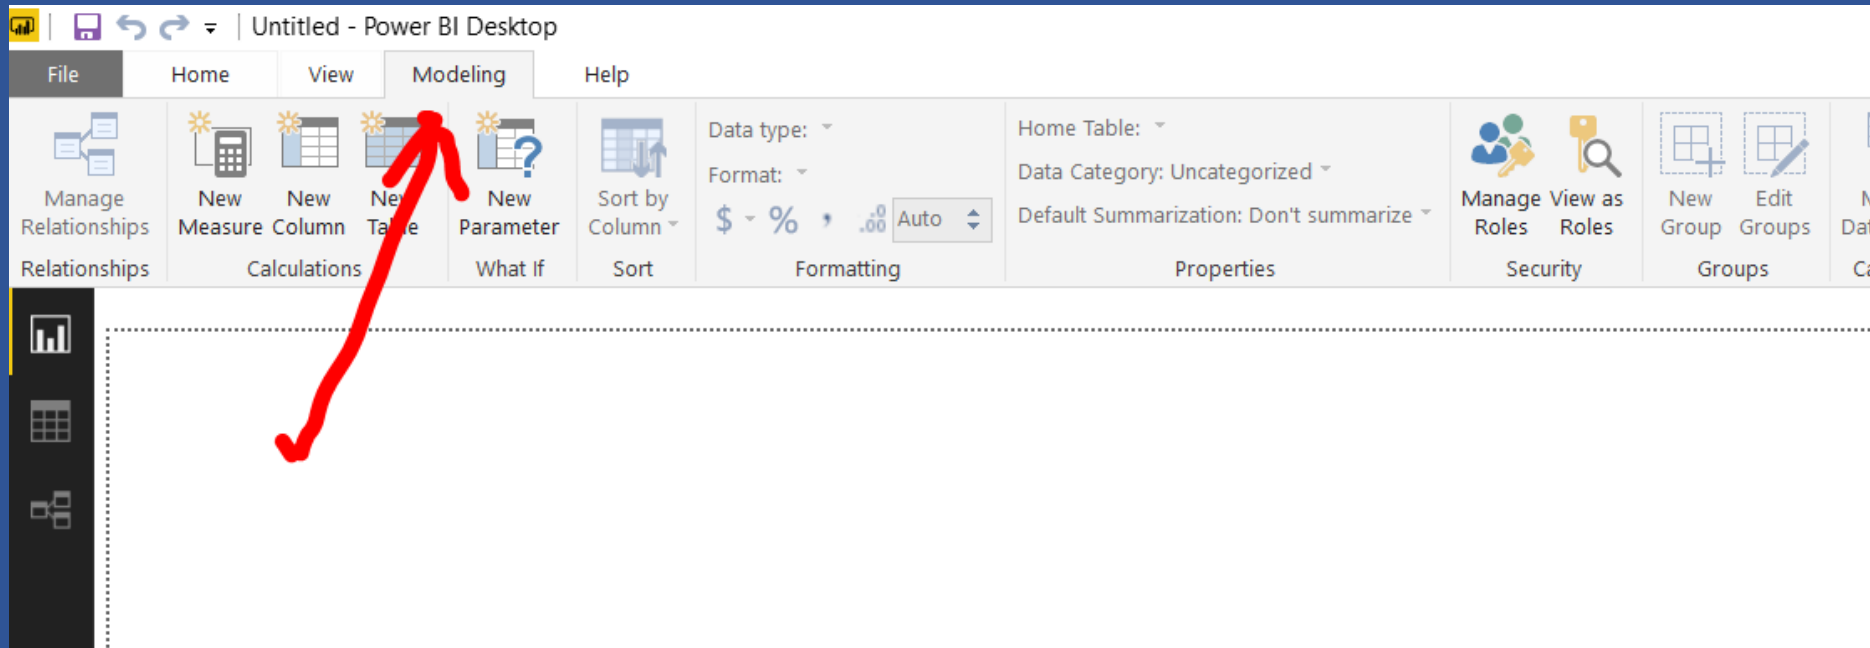 Untitled - Power BI Desktop
File Home View Modeling Help
Data type:
Home Table:
Format:
Data Category: Uncategorized
Manage Relationships
New Measure
New Column
New Parameter
Sort by Column
$ % , .00 Auto
Default Summarization: Don't summarize
Manage Roles
View as Roles
New Group
Edit Groups
Relationships Calculations What If Sort Formatting Properties Security Groups